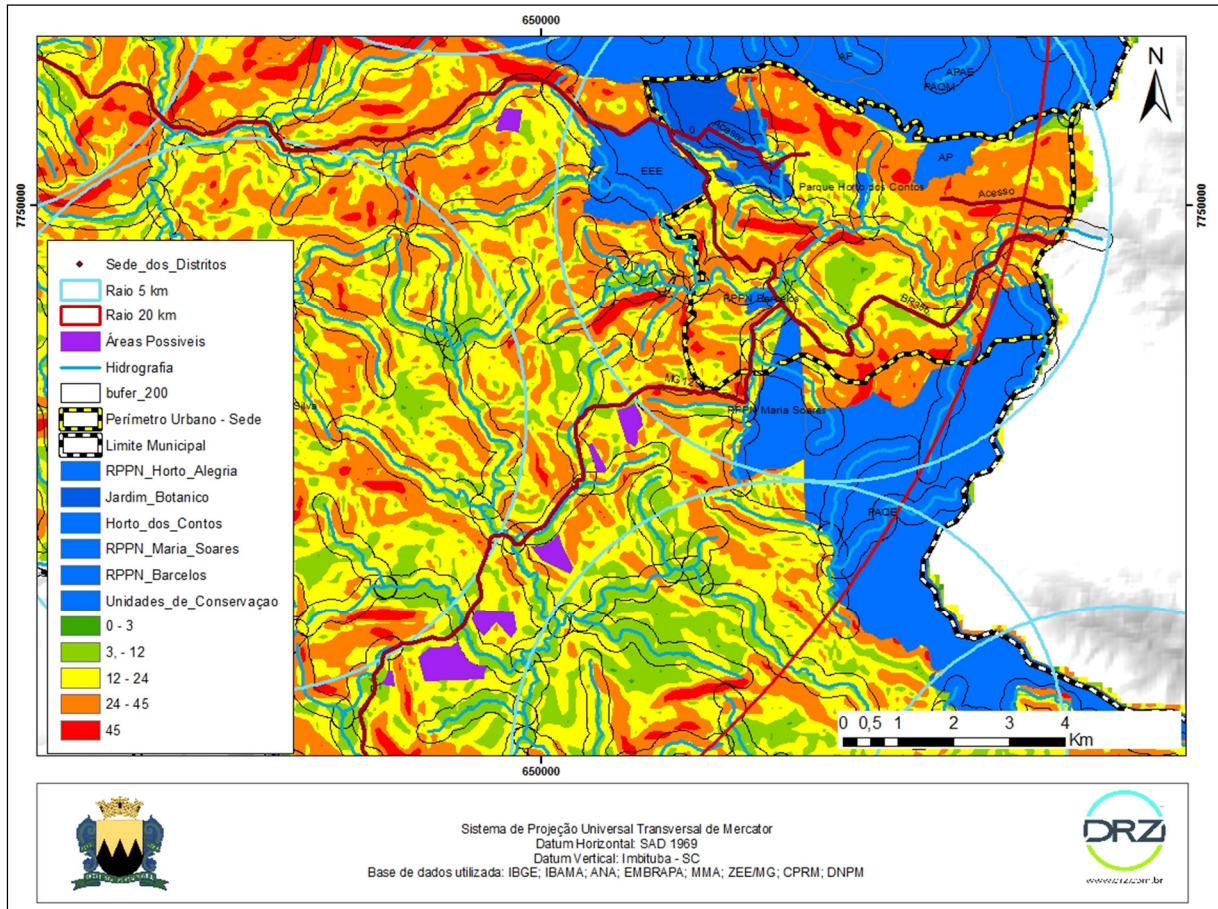 650000
N
7750000
7750000
AP
APAE
PAQM
Acesso
0
EEE
AP
Parque Horto dos Contos
Acesso
RPPN Barcelos
BR356
MG129
RPPN Maria Soares
Silva
PAQE
Sede_dos_Distritos
Raio 5 km
Raio 20 km
Áreas Possiveis
Hidrografia
bufer_200
Perímetro Urbano - Sede
Limite Municipal
RPPN_Horto_Alegria
Jardim_Botanico
Horto_dos_Contos
RPPN_Maria_Soares
RPPN_Barcelos
Unidades_de_Conservaçao
0 - 3
3, - 12
12 - 24
24 - 45
45
0 0,5 1 2 3 4
Km
650000
Sistema de Projeção Universal Transversal de Mercator
Datum Horizontal: SAD 1969
Datum Vertical: Imbituba - SC
Base de dados utilizada: IBGE; IBAMA; ANA; EMBRAPA; MMA; ZEE/MG; CPRM; DNPM
DRZ
www.drz.com.br